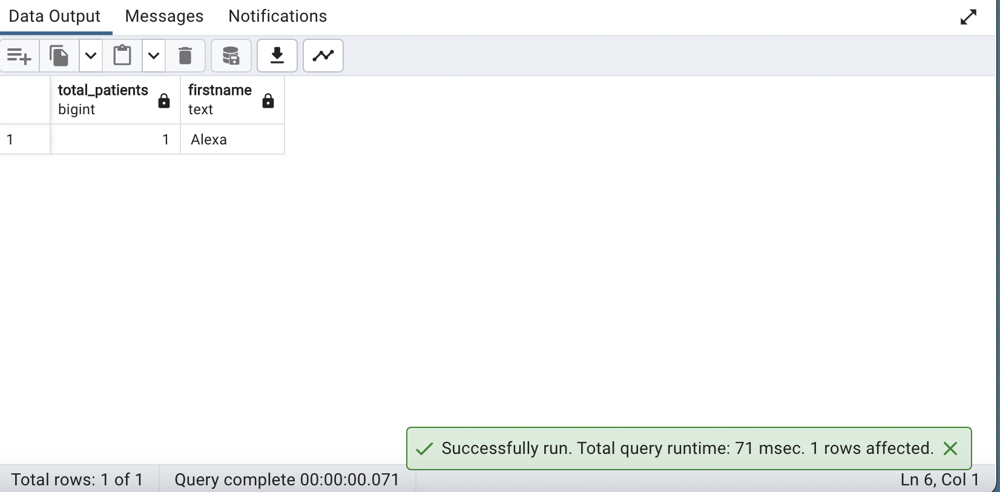 Data Output Messages Notifications
total_patients firstname
bigint text
1 1 Alexa
Successfully run. Total query runtime: 71 msec. 1 rows affected.
Total rows: 1 of 1 Query complete 00:00:00.071 Ln 6, Col 1